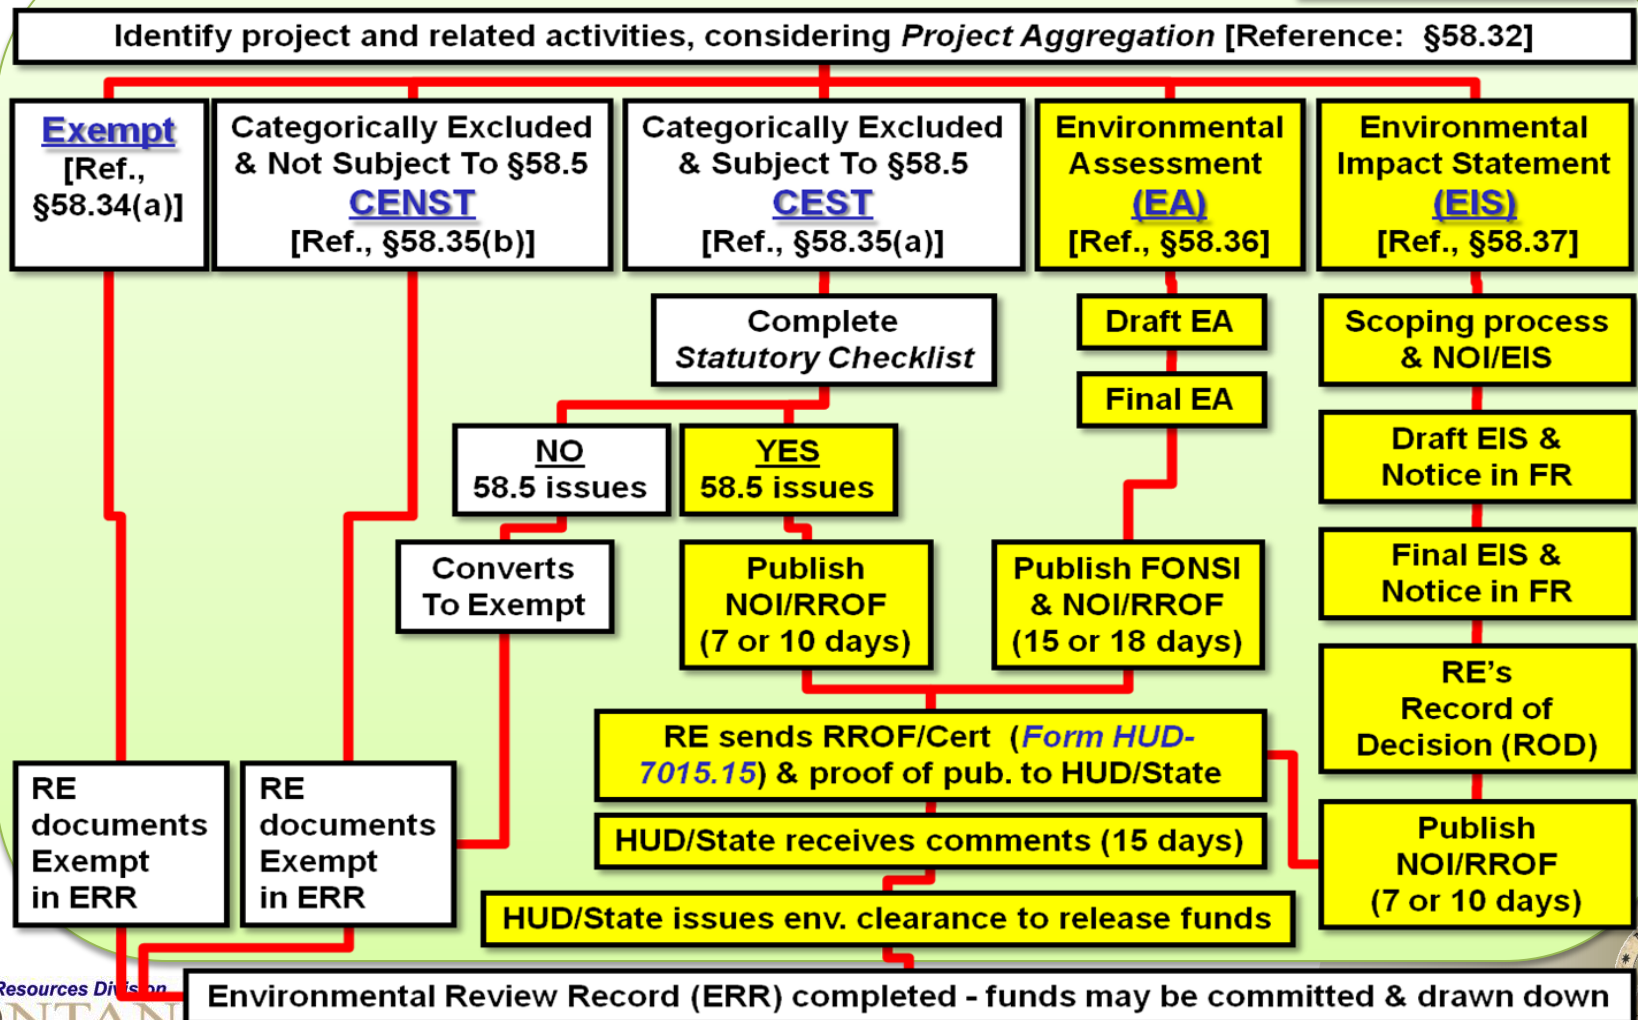 Identify project and related activities, considering Project Aggregation [Reference: §58.32]
Exempt
[Ref.,
§58.34(a)]
Categorically Excluded
& Not Subject To §58.5
CENST
[Ref., §58.35(b)]
Categorically Excluded
& Subject To §58.5
CEST
[Ref., §58.35(a)]
Environmental
Assessment
(EA)
[Ref., §58.36]
Environmental
Impact Statement
(EIS)
[Ref., §58.37]
Complete
Statutory Checklist
Draft EA
Final EA
Scoping process
& NOI/EIS
NO
58.5 issues
YES
58.5 issues
Draft EIS &
Notice in FR
Converts
To Exempt
Publish
NOI/RROF
(7 or 10 days)
Publish FONSI
& NOI/RROF
(15 or 18 days)
Final EIS &
Notice in FR
RE's
Record of
Decision (ROD)
RE sends RROF/Cert (Form HUD-
7015.15) & proof of pub. to HUD/State
RE
documents
Exempt
in ERR
RE
documents
Exempt
in ERR
HUD/State receives comments (15 days)
Publish
NOI/RROF
(7 or 10 days)
HUD/State issues env. clearance to release funds
Resources Division
NTAN
Environmental Review Record (ERR) completed - funds may be committed & drawn down